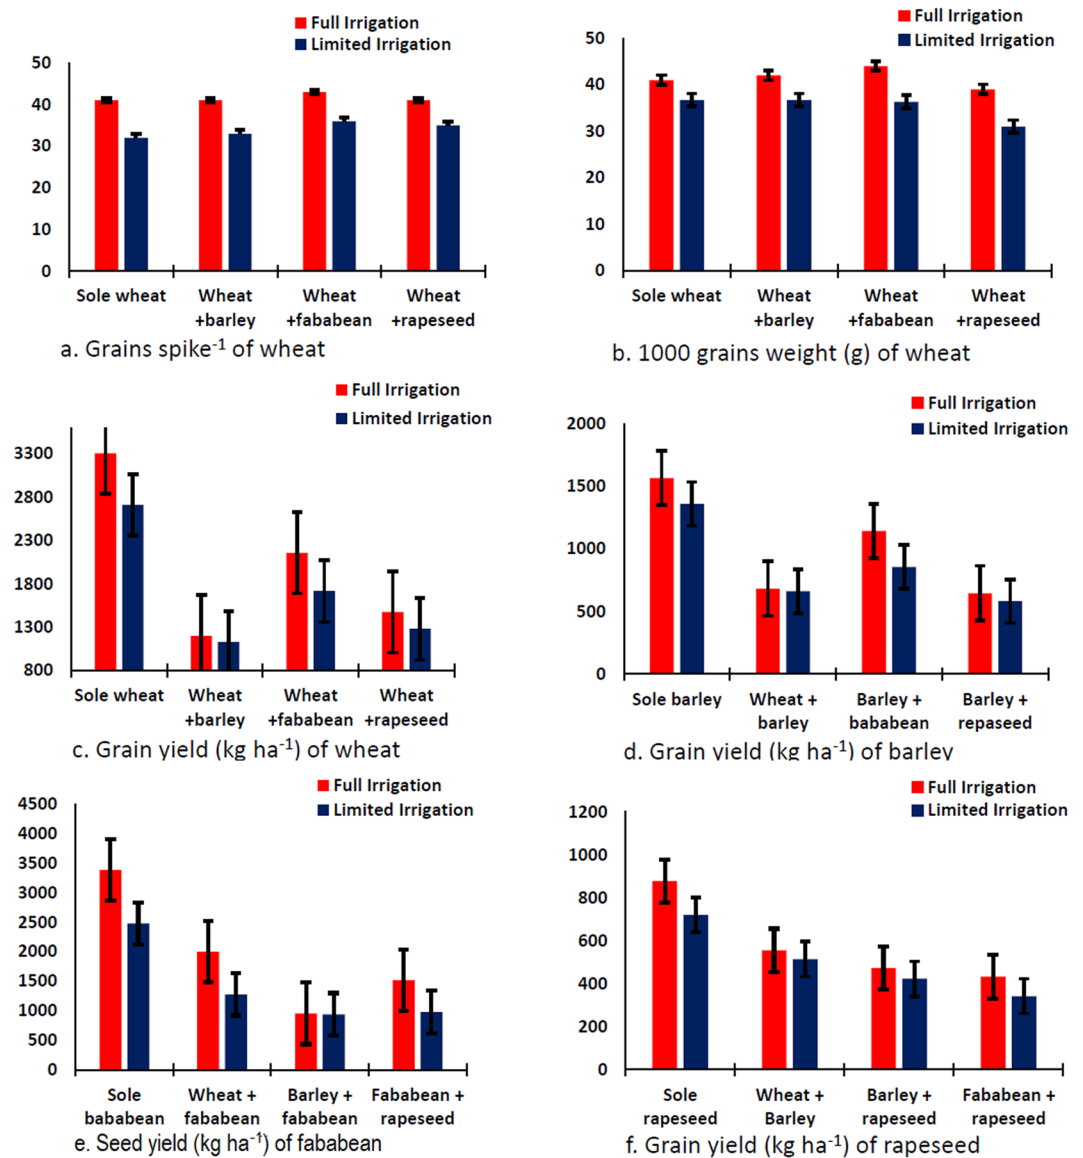 Full Irrigation
Limited Irrigation
50
40
30
20
10
0
Sole wheat
Wheat
+barley
Wheat
+fababean
Wheat
+rapeseed
a. Grains spike-1 of wheat
Full Irrigation
Limited Irrigation
50
40
30
20
10
0
Sole wheat
Wheat
+barley
Wheat
+fababean
Wheat
+rapeseed
b. 1000 grains weight (g) of wheat
Full Irrigation
Limited Irrigation
3300
2800
2300
1800
1300
800
Sole wheat
Wheat
+barley
Wheat
+fababean
Wheat
+rapeseed
c. Grain yield (kg ha-1) of wheat
Full Irrigation
Limited Irrigation
2000
1500
1000
500
0
Sole barley
Wheat +
barley
Barley +
bababean
Barley +
repaseed
d. Grain yield (kg ha-1) of barley
Full Irrigation
Limited Irrigation
4500
4000
3500
3000
2500
2000
1500
1000
500
0
Sole
bababean
Wheat +
fababean
Barley +
fababean
Fababean +
rapeseed
e. Seed yield (kg ha-1) of fababean
Full Irrigation
Limited Irrigation
1200
1000
800
600
400
200
0
Sole
rapeseed
Wheat +
Barley
Barley +
rapeseed
Fababean +
rapeseed
f. Grain yield (kg ha-1) of rapeseed